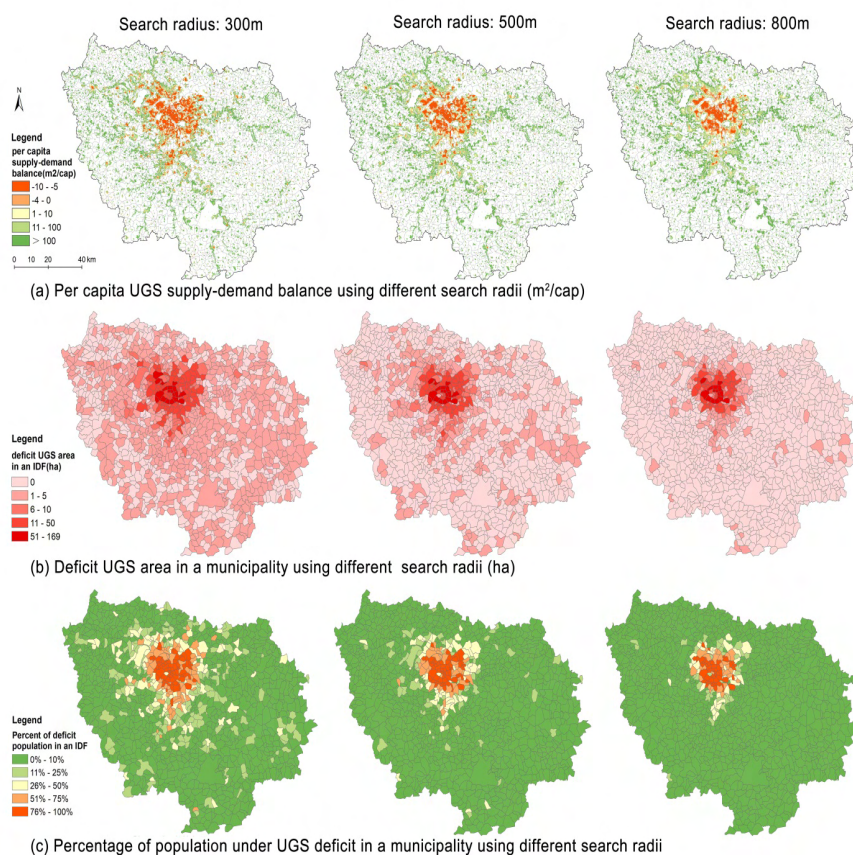 Search radius: 300m
Search radius: 500m
Search radius: 800m
N
Legend
per capita
supply-demand
balance(m2/cap)
-10 - -5
-4 - 0
1 - 10
11 - 100
> 100
0 10 20 40 km
(a) Per capita UGS supply-demand balance using different search radii (m²/cap)
Legend
deficit UGS area
in an IDF(ha)
0
1 - 5
6 - 10
11 - 50
51 - 169
(b) Deficit UGS area in a municipality using different search radii (ha)
Legend
Percent of deficit
population in an IDF
0% - 10%
11% - 25%
26% - 50%
51% - 75%
76% - 100%
(c) Percentage of population under UGS deficit in a municipality using different search radii